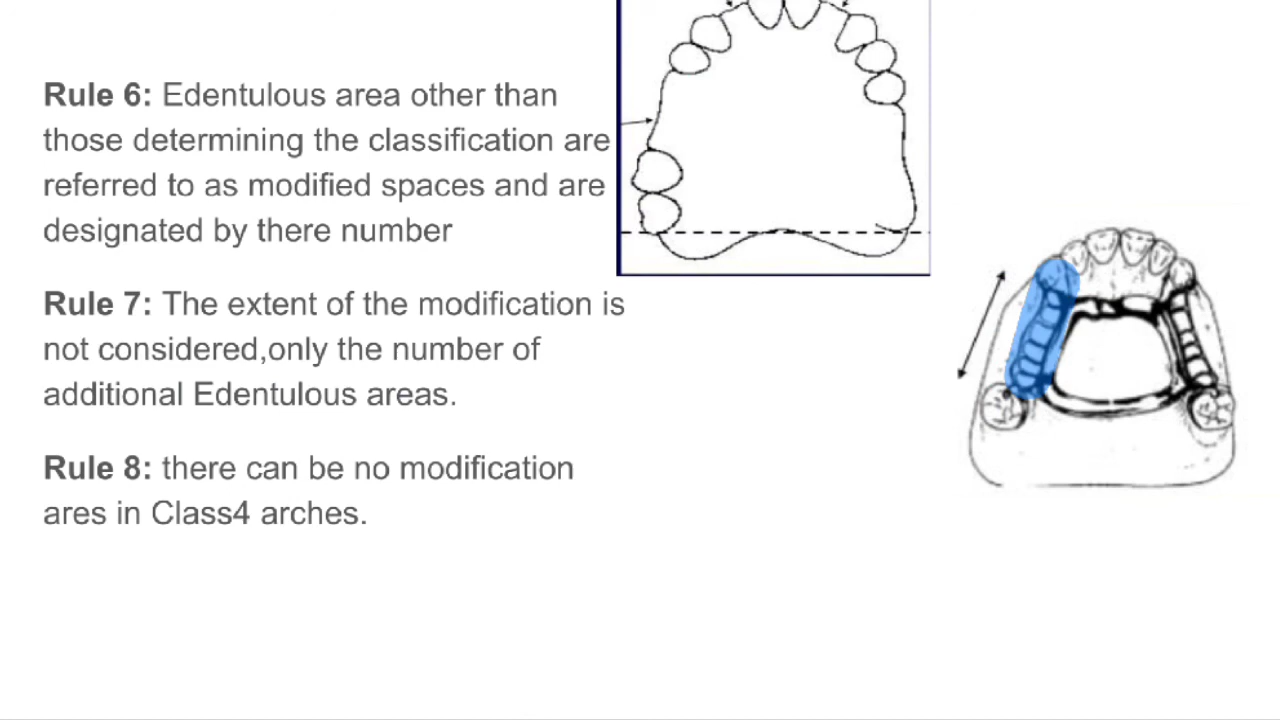 Rule 6: Edentulous area other than
those determining the classification are
referred to as modified spaces and are
designated by there number
Rule 7: The extent of the modification is
not considered,only the number of
additional Edentulous areas.
Rule 8: there can be no modification
ares in Class4 arches.